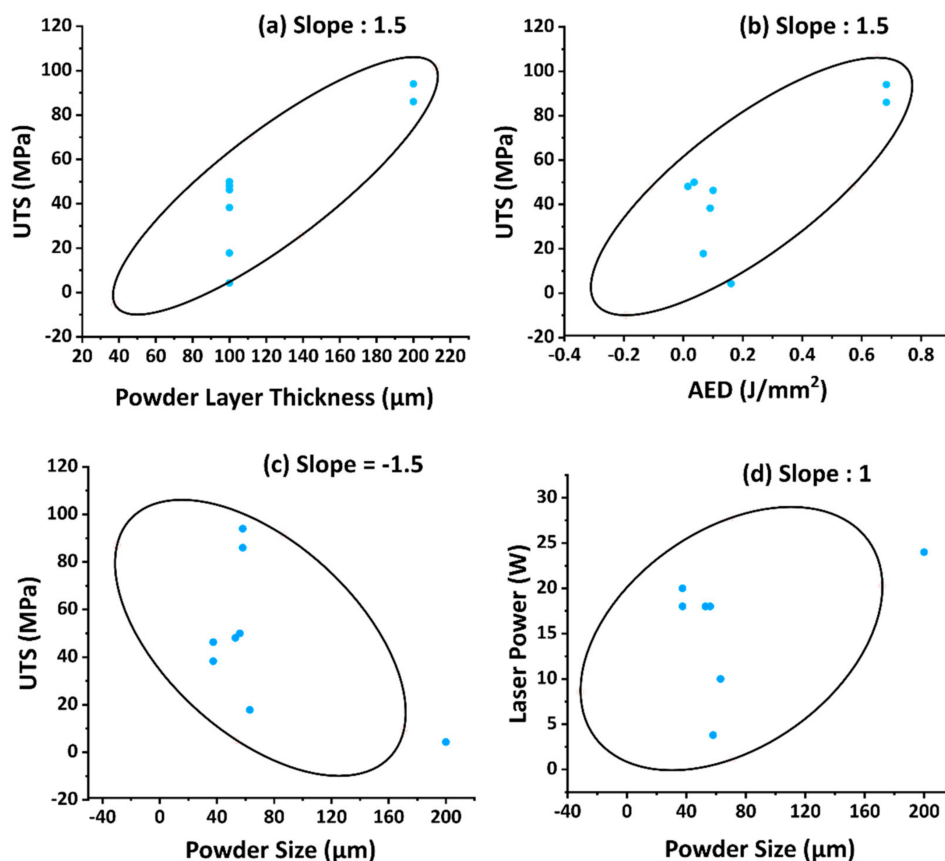 (a) Slope : 1.5
120
100
80
60
40
20
0
-20
UTS (MPa)
20 40 60 80 100 120 140 160 180 200 220
Powder Layer Thickness (µm)
(b) Slope : 1.5
120
100
80
60
40
20
0
-20
UTS (MPa)
-0.4 -0.2 0.0 0.2 0.4 0.6 0.8
AED (J/mm²)
(c) Slope = -1.5
120
100
80
60
40
20
0
-20
UTS (MPa)
-40 0 40 80 120 160 200
Powder Size (µm)
(d) Slope : 1
30
25
20
15
10
5
0
Laser Power (W)
-40 0 40 80 120 160 200
Powder Size (µm)